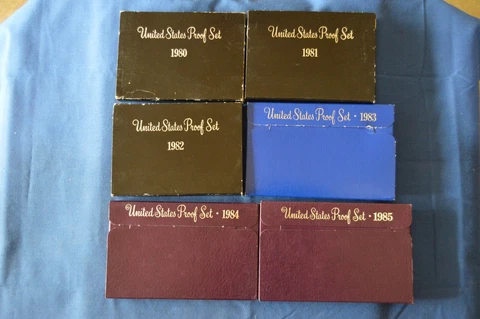 United States Proof Set
1980
United States Proof Set
1981
United States Proof Set
1982
United States Proof Set • 1983
United States Proof Set • 1984
United States Proof Set • 1985